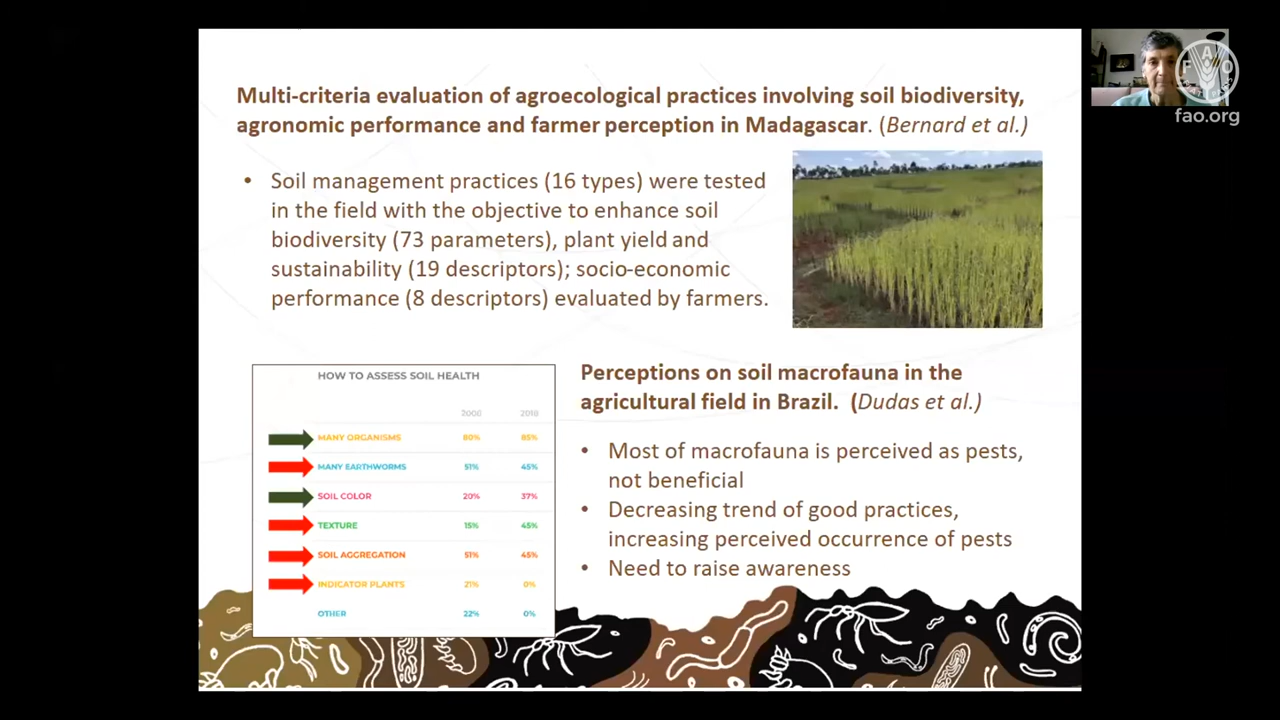 Multi-criteria evaluation of agroecological practices involving soil biodiversity,
agronomic performance and farmer perception in Madagascar. (Bernard et al.)
• Soil management practices (16 types) were tested
in the field with the objective to enhance soil
biodiversity (73 parameters), plant yield and
sustainability (19 descriptors); socio-economic
performance (8 descriptors) evaluated by farmers.
HOW TO ASSESS SOIL HEALTH
2000 2018
MANY ORGANISMS 80% 85%
MANY EARTHWORMS 51% 45%
SOIL COLOR 20% 37%
TEXTURE 15% 45%
SOIL AGGREGATION 51% 45%
INDICATOR PLANTS 21% 0%
OTHER 22% 0%
Perceptions on soil macrofauna in the
agricultural field in Brazil. (Dudas et al.)
• Most of macrofauna is perceived as pests,
not beneficial
• Decreasing trend of good practices,
increasing perceived occurrence of pests
• Need to raise awareness
F A O
fao.org